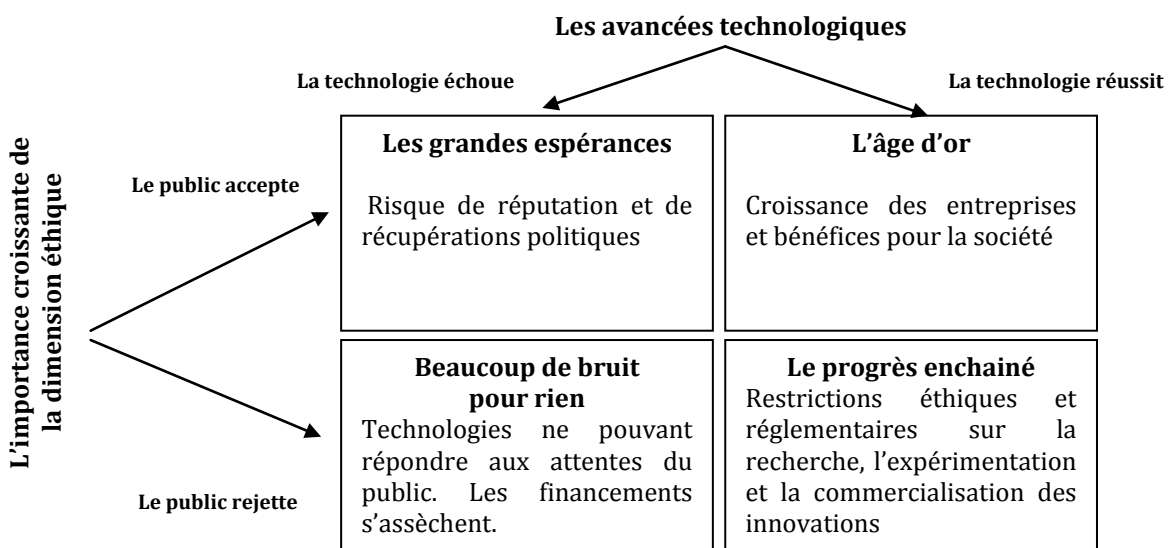 Les avancées technologiques
La technologie échoue
La technologie réussit
L'importance croissante de
la dimension éthique
Le public accepte
Les grandes espérances
Risque de réputation et de
récupérations politiques
L'âge d'or
Croissance des entreprises
et bénéfices pour la société
Le public rejette
Beaucoup de bruit
pour rien
Technologies ne pouvant
répondre aux attentes du
public. Les financements
s'assèchent.
Le progrès enchainé
Restrictions éthiques et
réglementaires sur la
recherche, l'expérimentation
et la commercialisation des
innovations